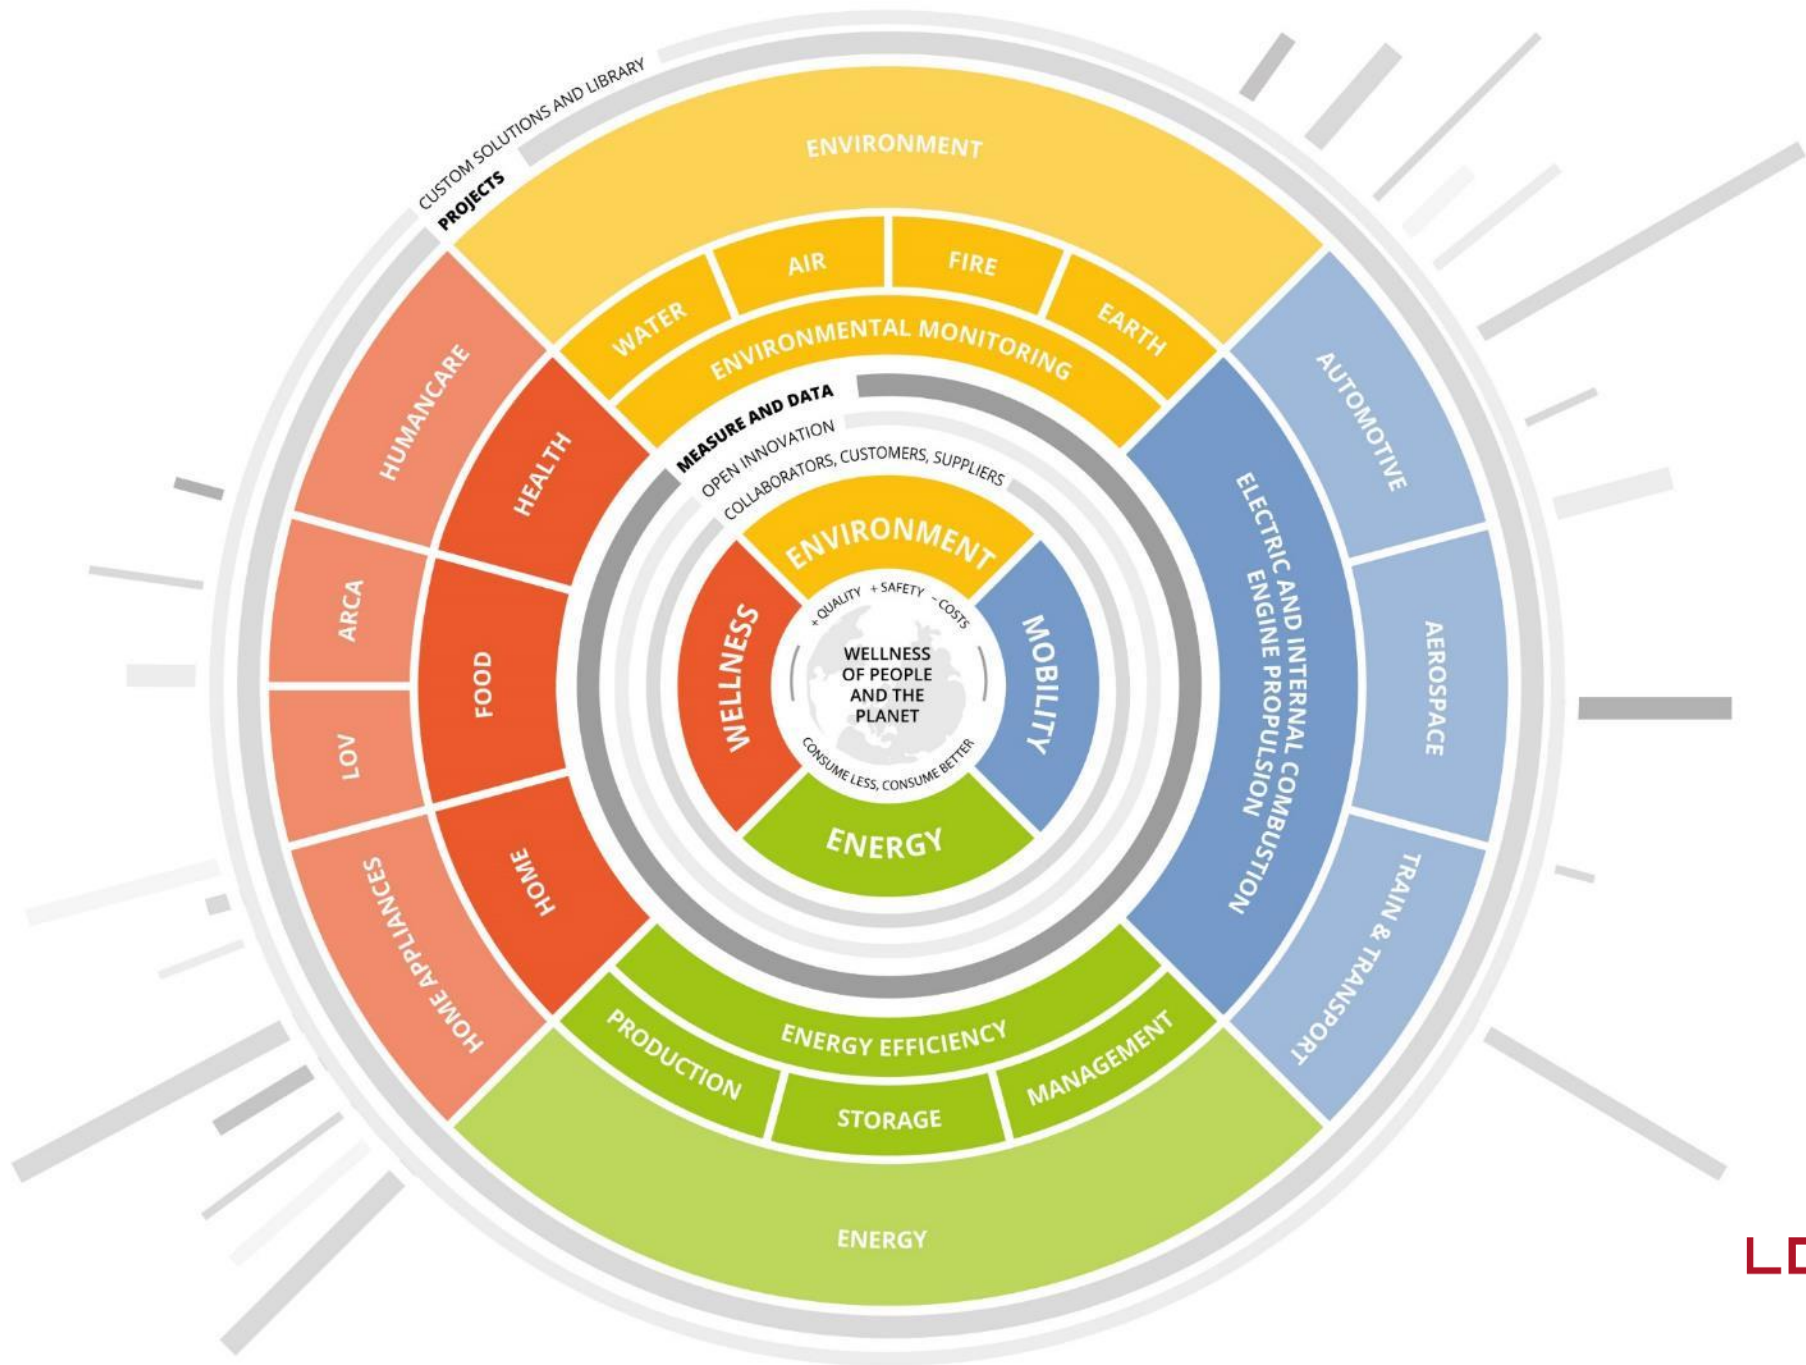 CUSTOM SOLUTIONS AND LIBRARY
PROJECTS
ENVIRONMENT
WATER
AIR
FIRE
EARTH
ENVIRONMENTAL MONITORING
MEASURE AND DATA
OPEN INNOVATION
COLLABORATORS, CUSTOMERS, SUPPLIERS
ENVIRONMENT
+ QUALITY + SAFETY – COSTS
WELLNESS
OF PEOPLE
AND THE
PLANET
CONSUME LESS, CONSUME BETTER
WELLNESS
MOBILITY
ENERGY
HUMANCARE
HEALTH
ARCA
FOOD
LOV
HOME
HOME APPLIANCES
ELECTRIC AND INTERNAL COMBUSTION
ENGINE PROPULSION
AUTOMOTIVE
AEROSPACE
TRAIN & TRANSPORT
ENERGY EFFICIENCY
PRODUCTION
STORAGE
MANAGEMENT
ENERGY